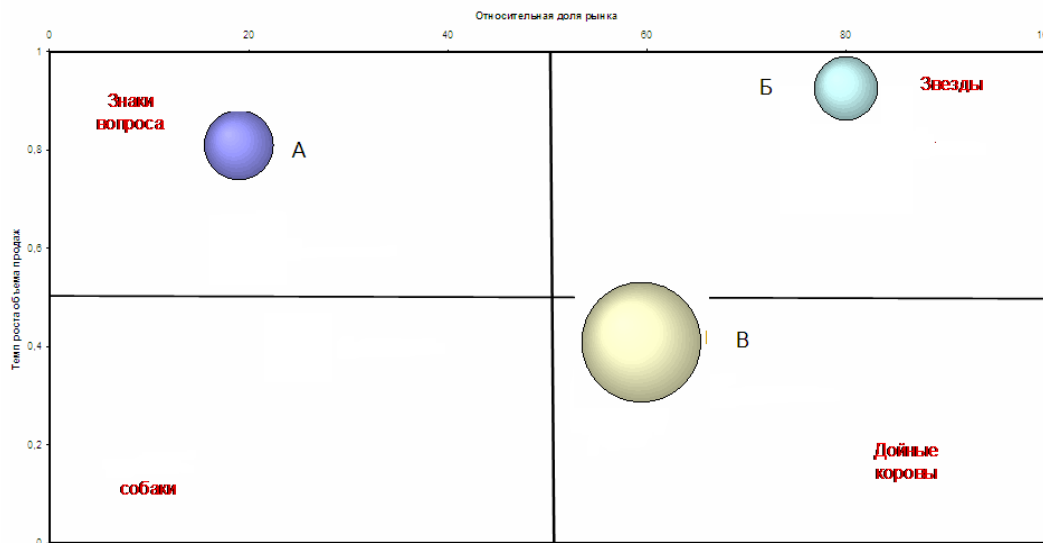 Относительная доля рынка
0 20 40 60 80 10
1
Знаки
вопроса
Б
Звезды
0,8
А
0,6
Темп роста объема продаж
0,4
В
0,2
Дойные
коровы
собаки
0